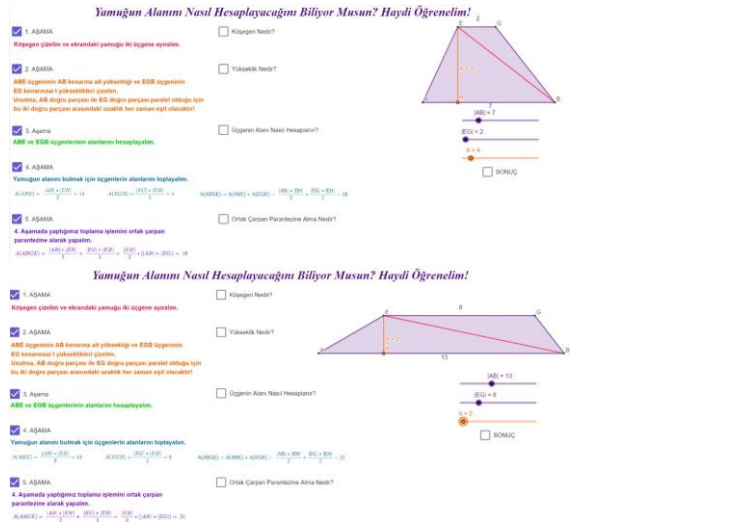 Yamuğun Alanını Nasıl Hesaplayacağını Biliyor Musun? Haydi Öğrenelim!
1. AŞAMA
Köşegen Nedir?
Köşegen çizelim ve ekrandaki yamuğu iki üçgene ayıralım.
2. AŞAMA
Yükseklik Nedir?
ABE üçgeninin AB kenarına ait yüksekliği ve EGB üçgeninin
EG kenarına yükseklikleri çizelim.
Unutma, AB doğru parçası ile EG doğru parçası paralel olduğu için
bu iki doğru parçası arasındaki uzaklık her zaman eşit olacaktır!
3. Aşama
Üçgenin Alanı Nasıl Hesaplanır?
ABE ve EGB üçgenlerinin alanlarını hesaplayalım.
4. AŞAMA
Yamuğun alanını bulmak için üçgenlerin alanlarını toplayalım.
5. AŞAMA
Ortak Çarpan Parantezine Alma Nedir?
4. Aşamada yaptığımız toplama işlemini ortak çarpan
parantezine alarak yapalım.
E 2 G
A 7 B
|AB| = 7
|EG| = 2
h = 4
SONUÇ
Yamuğun Alanını Nasıl Hesaplayacağını Biliyor Musun? Haydi Öğrenelim!
1. AŞAMA
Köşegen Nedir?
Köşegen çizelim ve ekrandaki yamuğu iki üçgene ayıralım.
2. AŞAMA
Yükseklik Nedir?
ABE üçgeninin AB kenarına ait yüksekliği ve EGB üçgeninin
EG kenarına yükseklikleri çizelim.
Unutma, AB doğru parçası ile EG doğru parçası paralel olduğu için
bu iki doğru parçası arasındaki uzaklık her zaman eşit olacaktır!
3. Aşama
Üçgenin Alanı Nasıl Hesaplanır?
ABE ve EGB üçgenlerinin alanlarını hesaplayalım.
4. AŞAMA
Yamuğun alanını bulmak için üçgenlerin alanlarını toplayalım.
5. AŞAMA
Ortak Çarpan Parantezine Alma Nedir?
4. Aşamada yaptığımız toplama işlemini ortak çarpan
parantezine alarak yapalım.
E 8 G
A 13 B
|AB| = 13
|EG| = 8
h = 2
SONUÇ